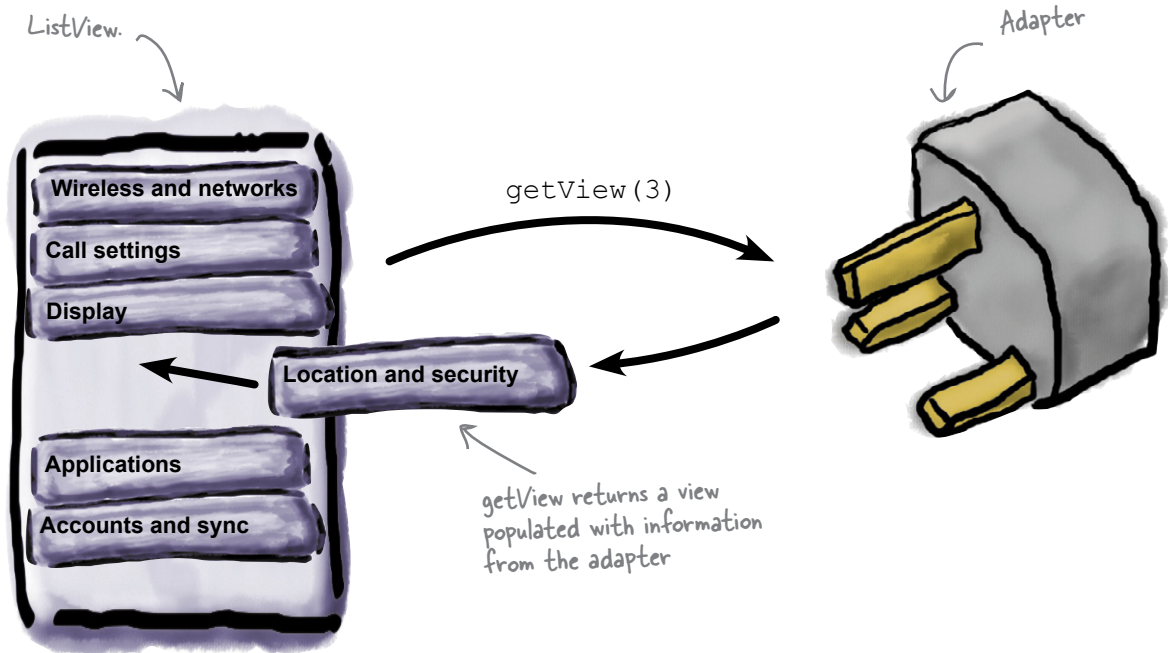 ListView.
Adapter
Wireless and networks
getView(3)
Call settings
Display
Location and security
Applications
Accounts and sync
getView returns a view
populated with information
from the adapter